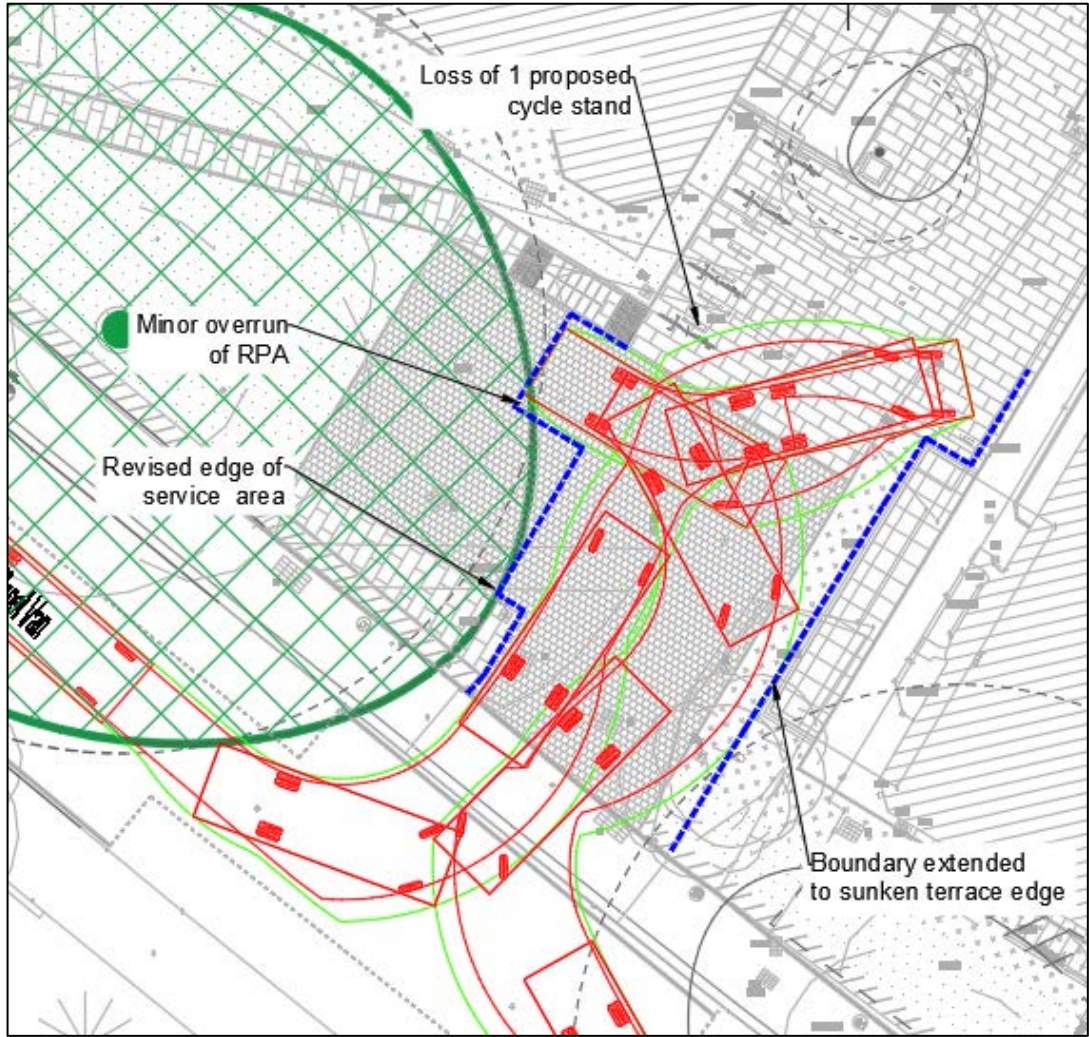 Loss of 1 proposed
cycle stand
Minor overrun
of RPA
Revised edge of
service area
Boundary extended
to sunken terrace edge